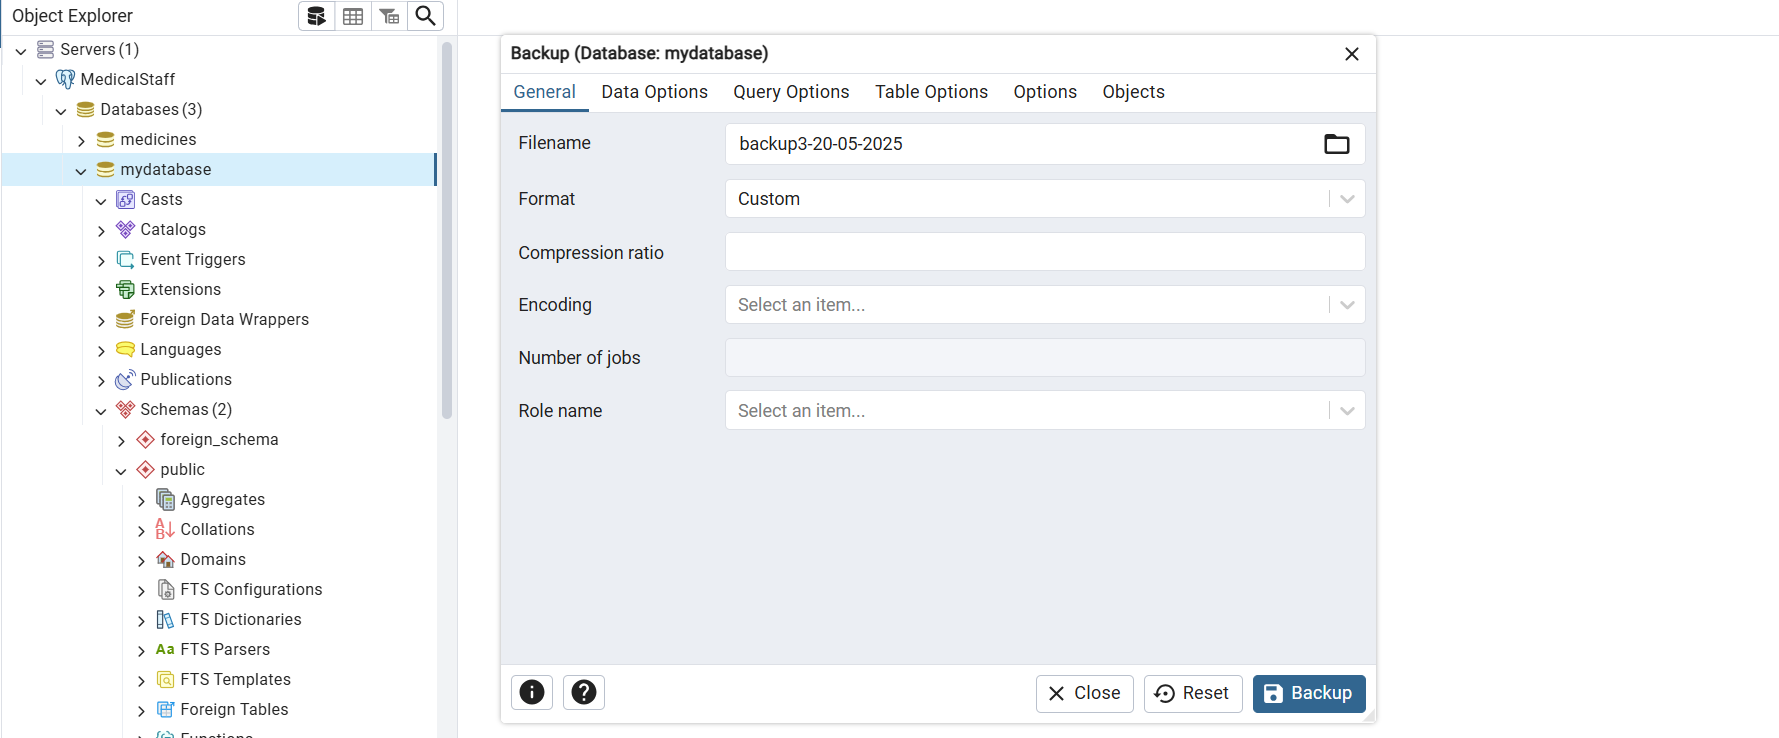 Object Explorer
Servers (1)
MedicalStaff
Databases (3)
medicines
mydatabase
Casts
Catalogs
Event Triggers
Extensions
Foreign Data Wrappers
Languages
Publications
Schemas (2)
foreign_schema
public
Aggregates
Collations
Domains
FTS Configurations
FTS Dictionaries
Aa FTS Parsers
FTS Templates
Foreign Tables
Functions
Backup (Database: mydatabase)
General Data Options Query Options Table Options Options Objects
Filename backup3-20-05-2025
Format Custom
Compression ratio
Encoding Select an item...
Number of jobs
Role name Select an item...
Close Reset Backup